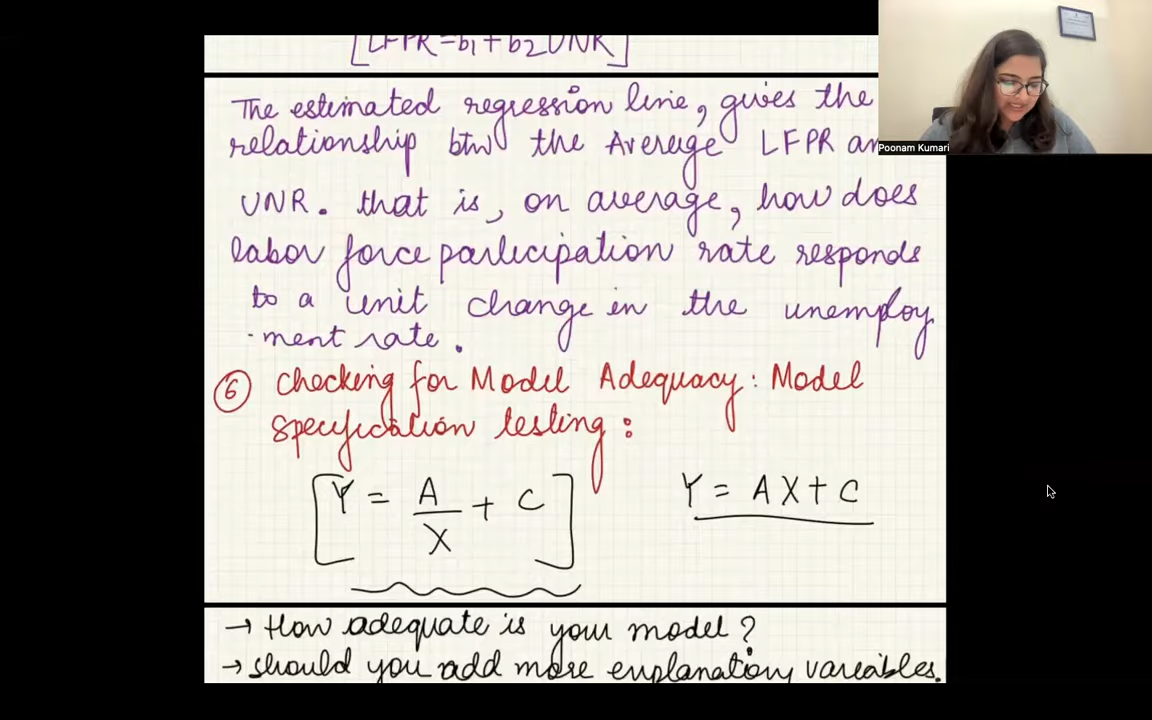 [LFPR=b1+b2UNR]
The estimated regression line, gives the
relationship btw the Average LFPR an
UNR. that is, on average, how does
labor force participation rate responds
to a unit change in the unemploy
-ment rate.
⑥ Checking for Model Adequacy: Model
Specification testing:
[Y = A/X + C] Y = AX + C
→ How adequate is your model?
→ should you add more explanatory variables.
Poonam Kumari